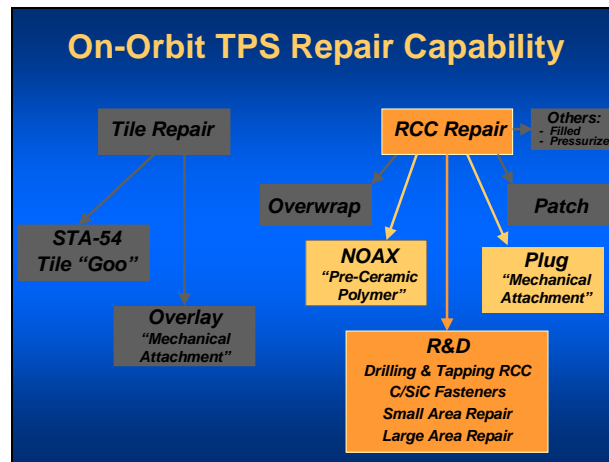 On-Orbit TPS Repair Capability
Tile Repair
RCC Repair
Others:
- Filled
- Pressurize
Overwrap
Patch
STA-54
Tile “Goo”
NOAX
“Pre-Ceramic
Polymer”
Plug
“Mechanical
Attachment”
Overlay
“Mechanical
Attachment”
R&D
Drilling & Tapping RCC
C/SiC Fasteners
Small Area Repair
Large Area Repair